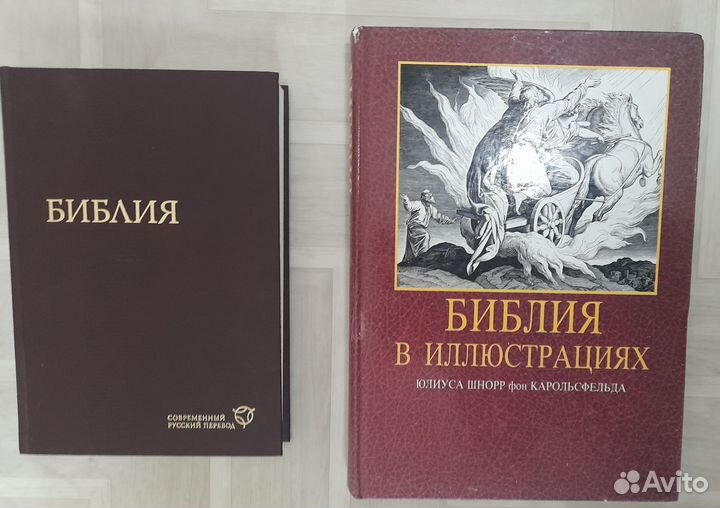 БИБЛИЯ
СОВРЕМЕННЫЙ
РУССКИЙ ПЕРЕВОД
БИБЛИЯ
В ИЛЛЮСТРАЦИЯХ
ЮЛИУСА ШНОРР фон КАРОЛЬСФЕЛЬДА
Avito